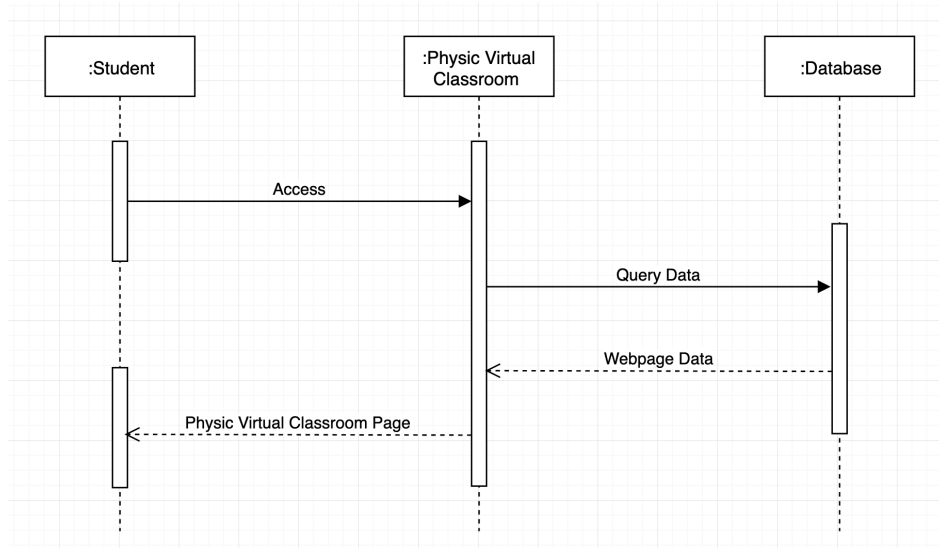 :Student
:Physic Virtual
Classroom
:Database
Access
Query Data
Webpage Data
Physic Virtual Classroom Page